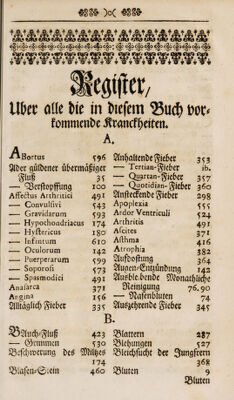 Register,
Uber alle die in diesem Buch vor-
kommende Kranckheiten.
A.
ABortus 596
Ader güldener übermäßiger
Fluß 35
— Verstopffung 100
Affectus Arthritici 491
— Convulsivi 543
— Gravidarum 593
— Hypochondriacus 174
— Hystricus 180
— Infintum 610
— Oculorum 142
— Puerperarum 599
— Soporosi 573
— Spasmodici 491
Anasarca 371
Angina 156
Alltäglich Fieber 335
Anhaltende Fieber 353
— Tertian-Fieber ib.
— Quartan-Fieber 357
— Quotidian-Fieber 360
Ansteckende Fieber 298
Apoplexia 555
Ardor Ventriculi 524
Arthritis 491
Ascites 371
Asthma 416
Atrophia 382
Auffstossung 364
Augen-Entzündung 142
Ausbleibende Monathliche
Reinigung 76.90
— Nasenbluten 74
Auszehrende Fieber 345
B.
BAuch-Fluß 423
— Grimmen 530
Beschwerung des Miltzes
174
Blasen-Stein 460
Blattern 287
Blehungen 527
Bleichsucht der Jungfern
368
Bluten 9
Bluten